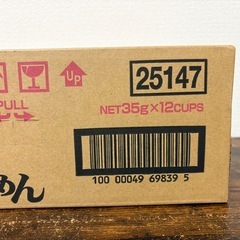 UP
25147
PULL
NET35g×12CUPS
めん
100 00049 69839 5